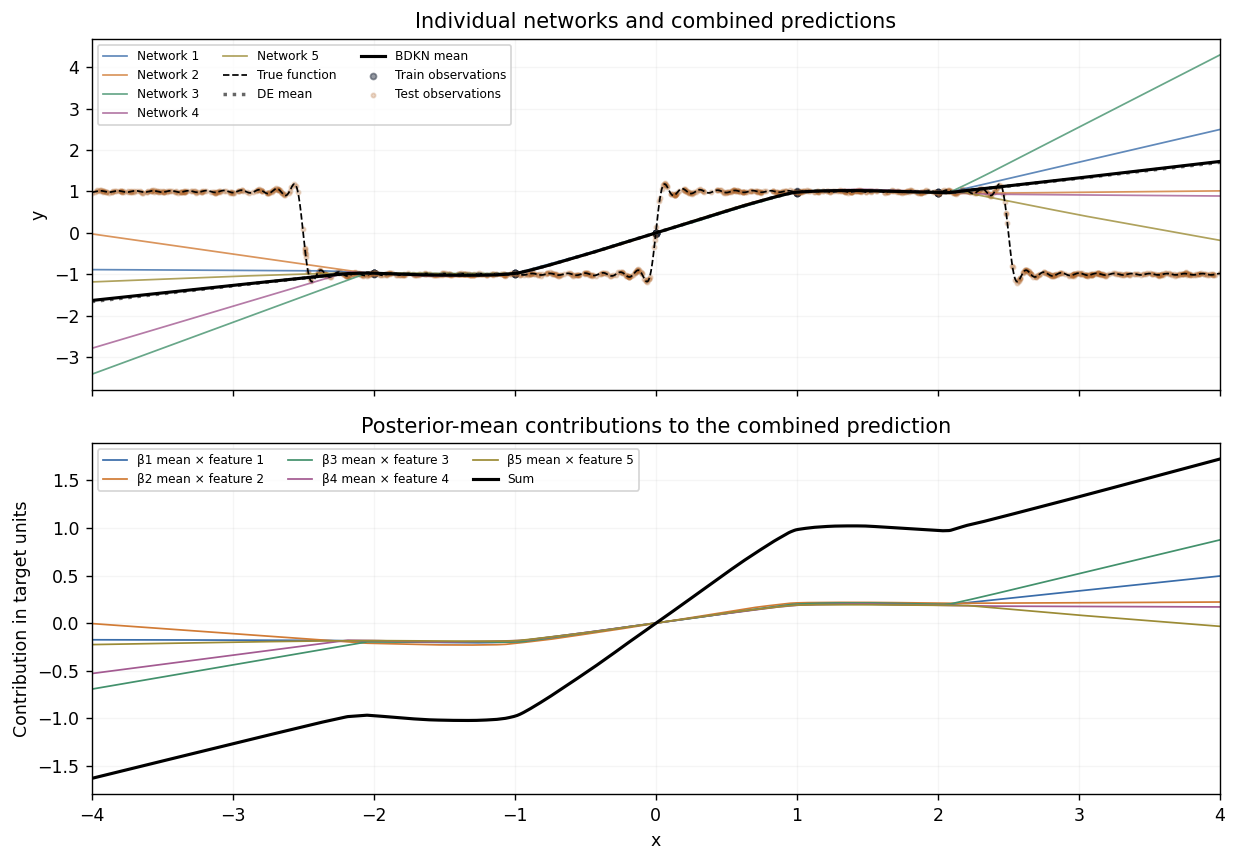 Individual networks and combined predictions
Network 1 Network 5 BDKN mean
Network 2 True function Train observations
Network 3 DE mean Test observations
Network 4
4
3
2
1
0
−1
−2
−3
y
Posterior-mean contributions to the combined prediction
β1 mean × feature 1 β3 mean × feature 3 β5 mean × feature 5
β2 mean × feature 2 β4 mean × feature 4 Sum
1.5
1.0
0.5
0.0
−0.5
−1.0
−1.5
Contribution in target units
−4 −3 −2 −1 0 1 2 3 4
x